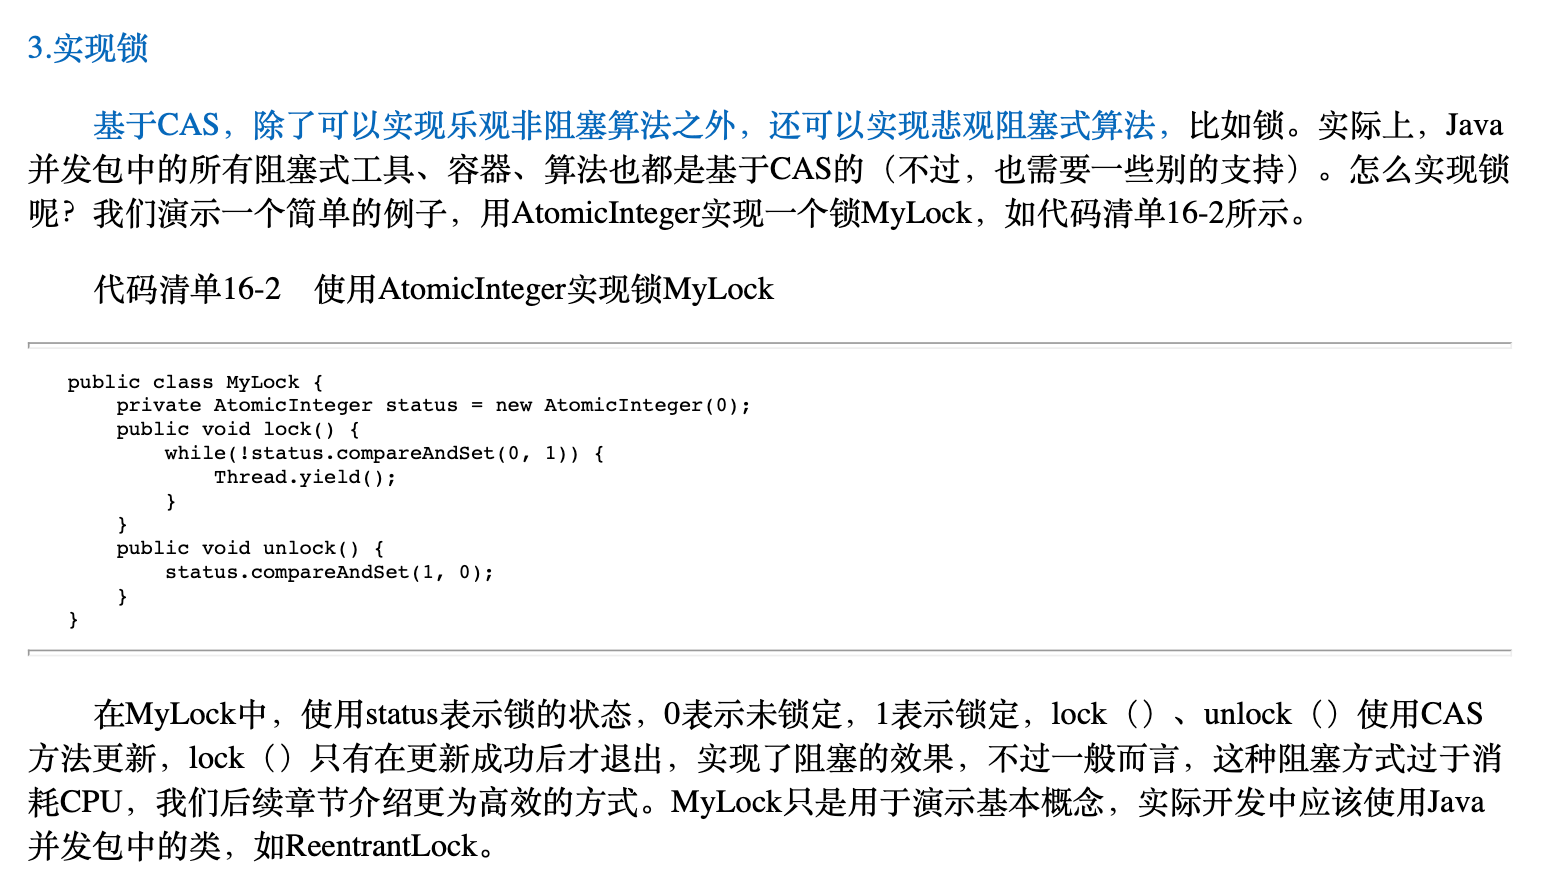 3.实现锁
基于CAS，除了可以实现乐观非阻塞算法之外，还可以实现悲观阻塞式算法，比如锁。实际上，Java
并发包中的所有阻塞式工具、容器、算法也都是基于CAS的（不过，也需要一些别的支持）。怎么实现锁
呢？我们演示一个简单的例子，用AtomicInteger实现一个锁MyLock，如代码清单16-2所示。
代码清单16-2　使用AtomicInteger实现锁MyLock
public class MyLock {
    private AtomicInteger status = new AtomicInteger(0);
    public void lock() {
        while(!status.compareAndSet(0, 1)) {
            Thread.yield();
        }
    }
    public void unlock() {
        status.compareAndSet(1, 0);
    }
}
在MyLock中，使用status表示锁的状态，0表示未锁定，1表示锁定，lock（）、unlock（）使用CAS
方法更新，lock（）只有在更新成功后才退出，实现了阻塞的效果，不过一般而言，这种阻塞方式过于消
耗CPU，我们后续章节介绍更为高效的方式。MyLock只是用于演示基本概念，实际开发中应该使用Java
并发包中的类，如ReentrantLock。